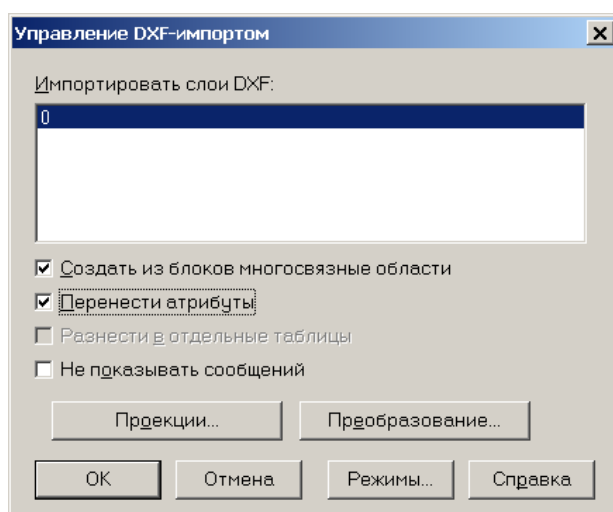 Управление DXF-импортом
Импортировать слои DXF:
0
Создать из блоков многосвязные области
Перенести атрибуты
Разнести в отдельные таблицы
Не показывать сообщений
Проекции... Преобразование...
OK Отмена Режимы... Справка